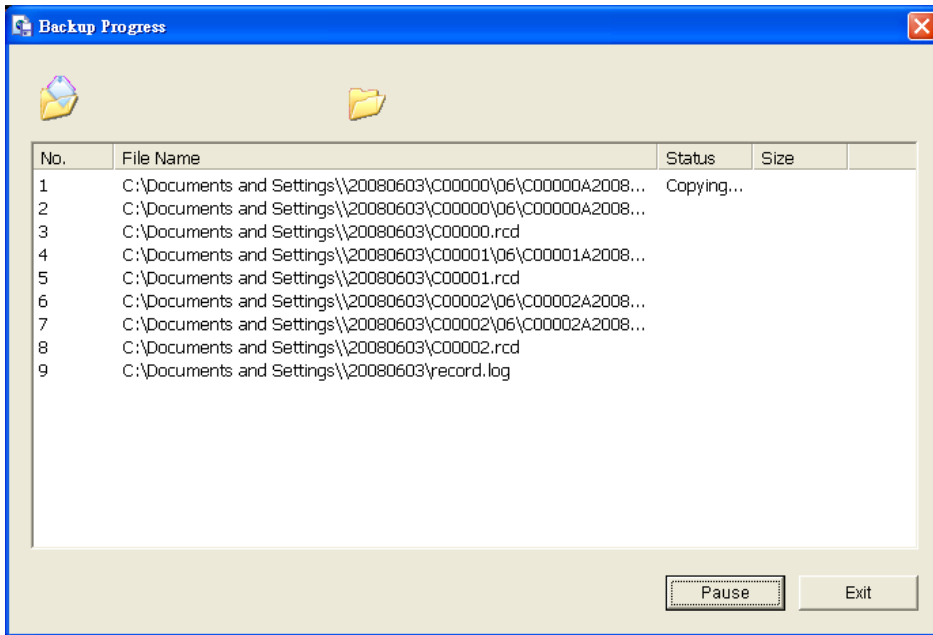 Backup Progress
No. File Name Status Size
1 C:\Documents and Settings\\20080603\C00000\06\C00000A2008... Copying...
2 C:\Documents and Settings\\20080603\C00000\06\C00000A2008...
3 C:\Documents and Settings\\20080603\C00000.rcd
4 C:\Documents and Settings\\20080603\C00001\06\C00001A2008...
5 C:\Documents and Settings\\20080603\C00001.rcd
6 C:\Documents and Settings\\20080603\C00002\06\C00002A2008...
7 C:\Documents and Settings\\20080603\C00002\06\C00002A2008...
8 C:\Documents and Settings\\20080603\C00002.rcd
9 C:\Documents and Settings\\20080603\record.log
Pause Exit